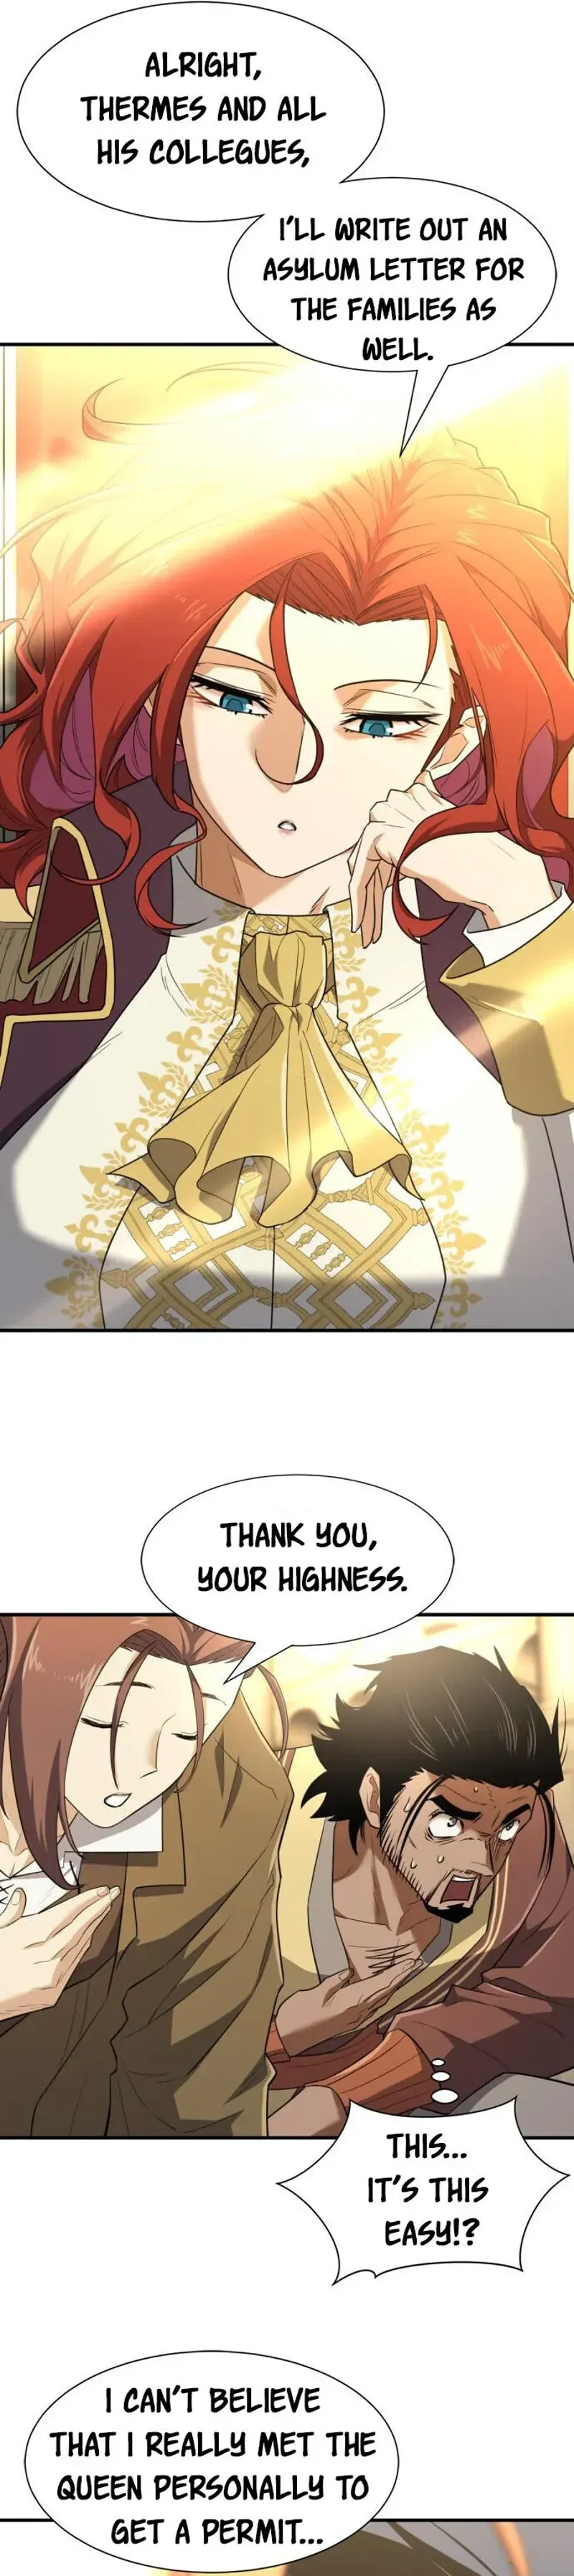 ALRIGHT,
THERMES AND ALL
HIS COLLEGUES,
I'LL WRITE OUT AN
ASYLUM LETTER FOR
THE FAMILIES AS
WELL.
THANK YOU,
YOUR HIGHNESS.
THIS...
IT'S THIS
EASY!?
I CAN'T BELIEVE
THAT I REALLY MET THE
QUEEN PERSONALLY TO
GET A PERMIT...